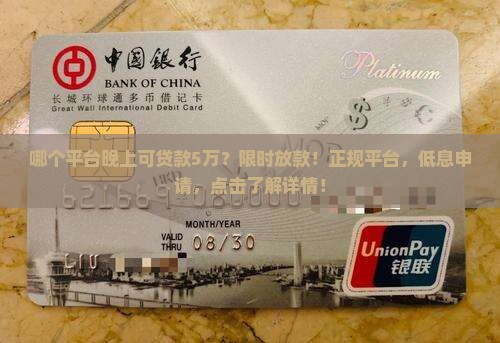 中国银行
BANK OF CHINA
长城环球通多币借记卡
Great Wall International Debit Card
Platinum
哪个平台晚上可贷款5万？限时放款！正规平台，低息申
请，点击了解详情！
MONTH/YEAR
VALID
THRU 08/30
UnionPay
银联